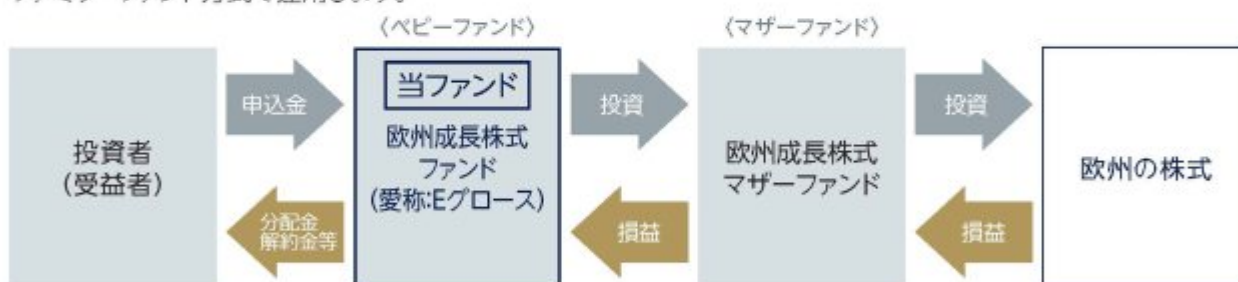 〈ベビーファンド〉
〈マザーファンド〉
投資者
(受益者)
申込金
分配金
解約金等
当ファンド
欧州成長株式
ファンド
(愛称:Eグロース)
投資
損益
欧州成長株式
マザーファンド
投資
損益
欧州の株式